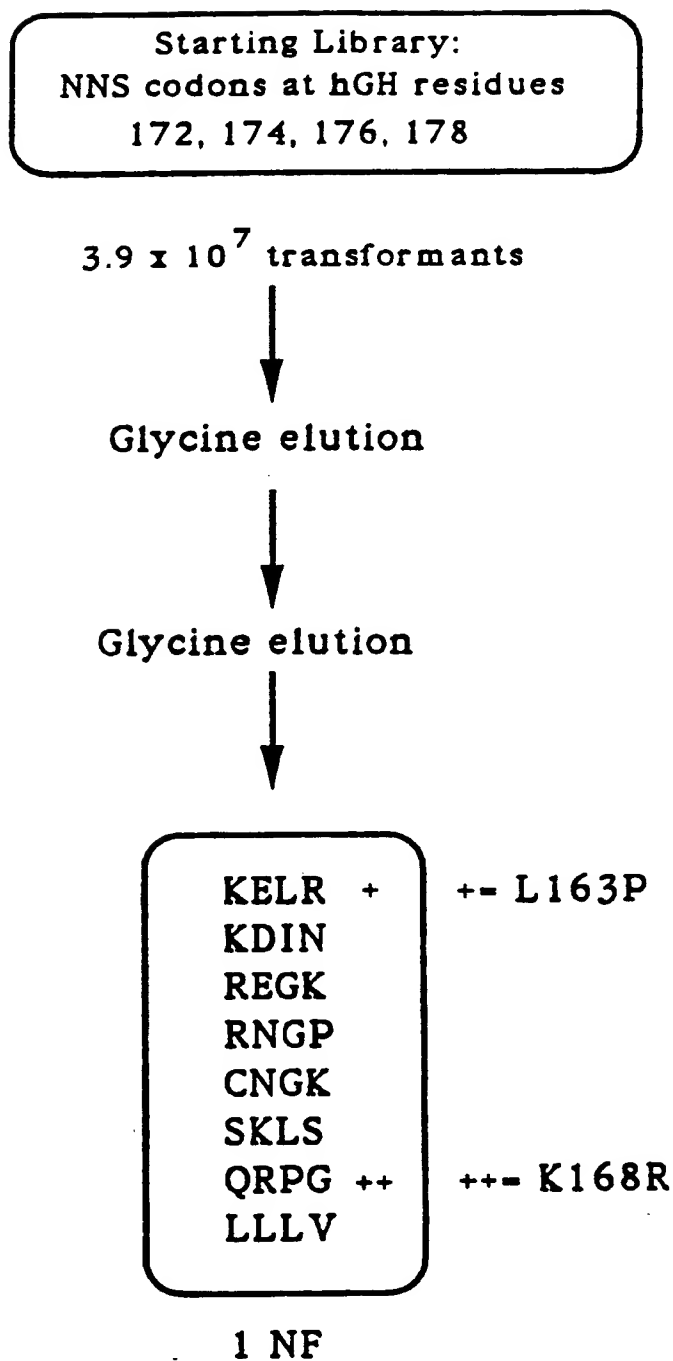 Starting Library:
NNS codons at hGH residues
172, 174, 176, 178
3.9 x 10^7 transformants
Glycine elution
Glycine elution
KELR + += L163P
KDIN
REGK
RNGP
CNGK
SKLS
QRPG ++ ++= K168R
LLLV
1 NF